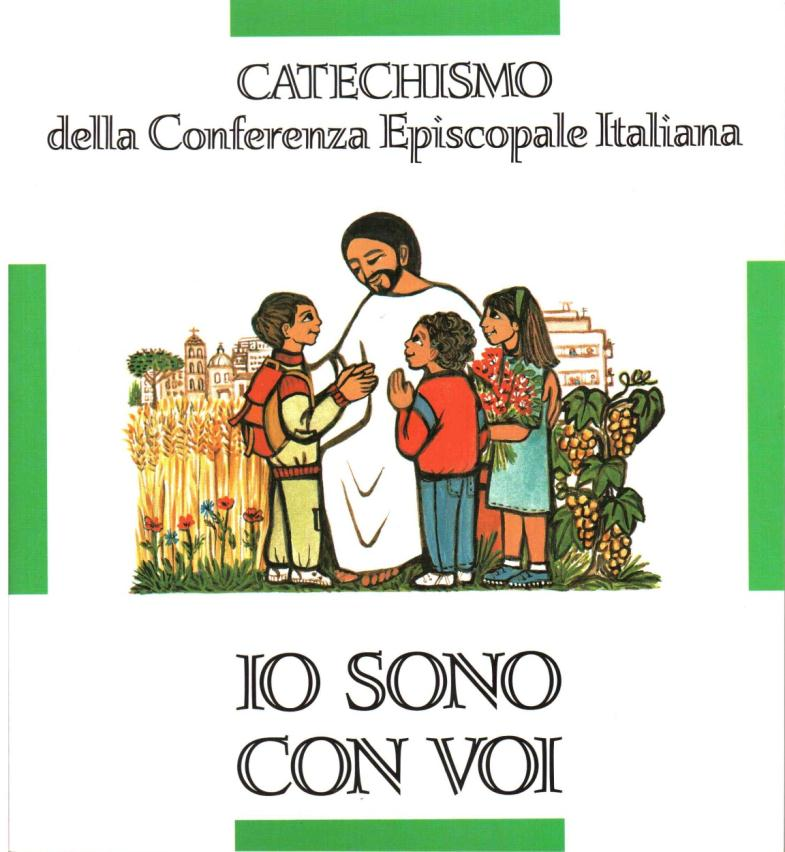 CATECHISMO
della Conferenza Episcopale Italiana
IO SONO
CON VOI